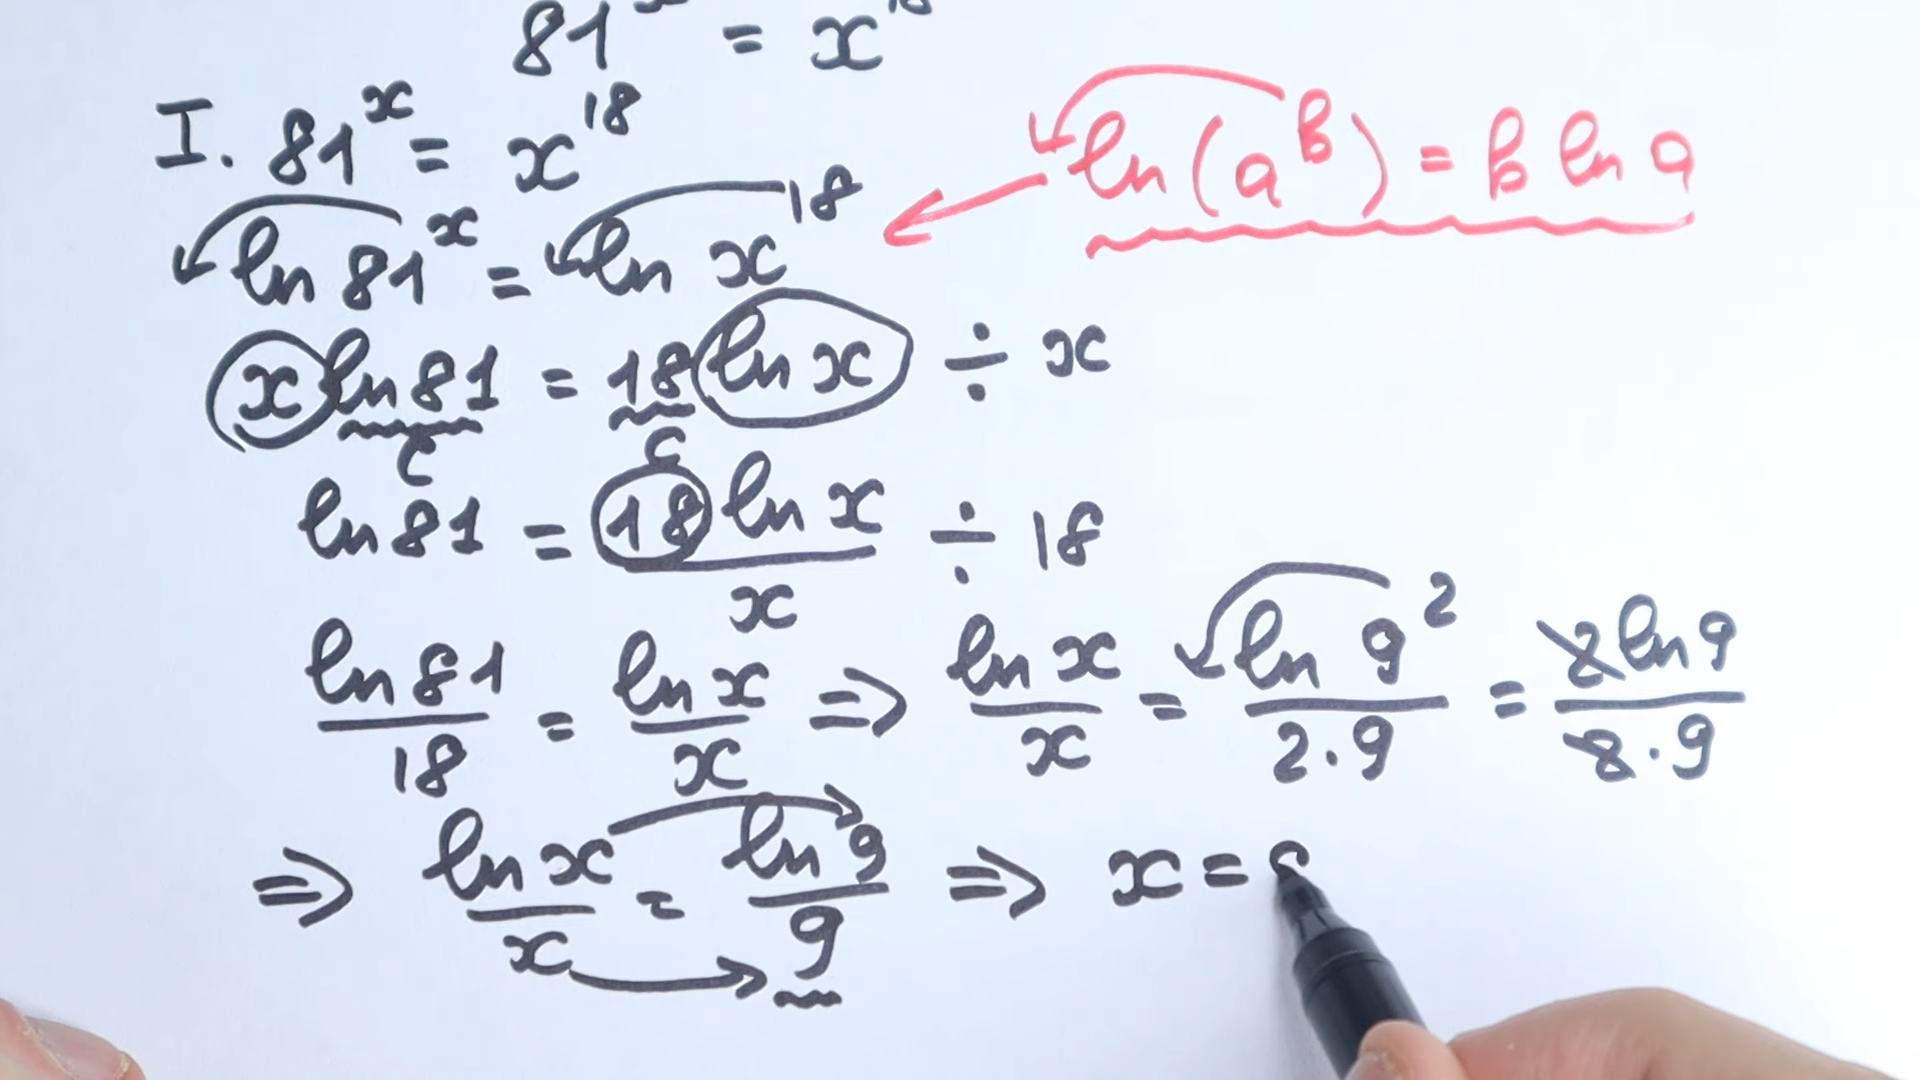 81^x = x^18
I. 81^x = x^18
ln(a^b) = b ln a
ln 81^x = ln x^18
x ln 81 = 18 ln x ÷ x
c c
ln 81 = 18 ln x / x ÷ 18
ln 81 / 18 = ln x / x ⇒ ln x / x = ln 9^2 / 2·9 = 2 ln 9 / 2·9
⇒ ln x / x = ln 9 / 9 ⇒ x =